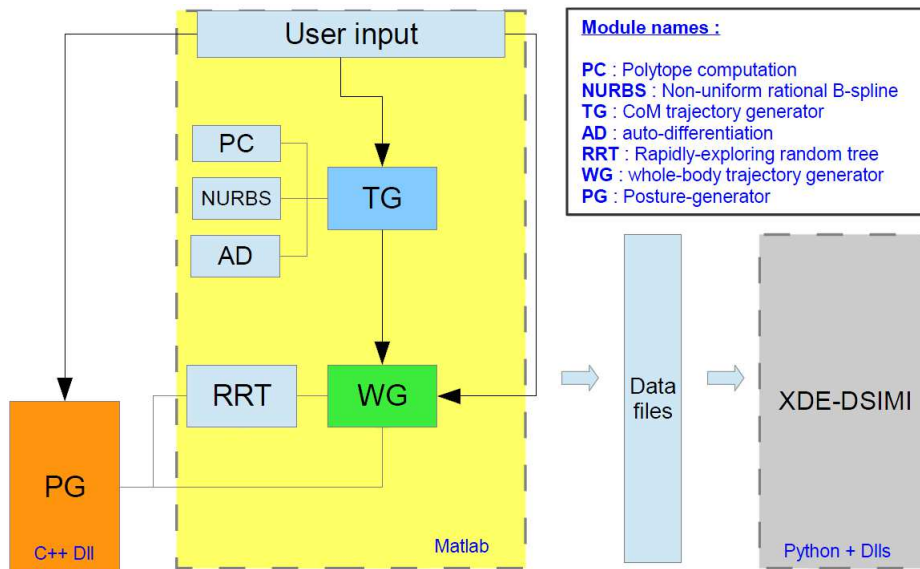 User input
Module names :
PC : Polytope computation
NURBS : Non-uniform rational B-spline
TG : CoM trajectory generator
AD : auto-differentiation
RRT : Rapidly-exploring random tree
WG : whole-body trajectory generator
PG : Posture-generator
PC
NURBS
TG
AD
RRT
WG
Data
files
XDE-DSIMI
PG
C++ Dll
Matlab
Python + Dlls